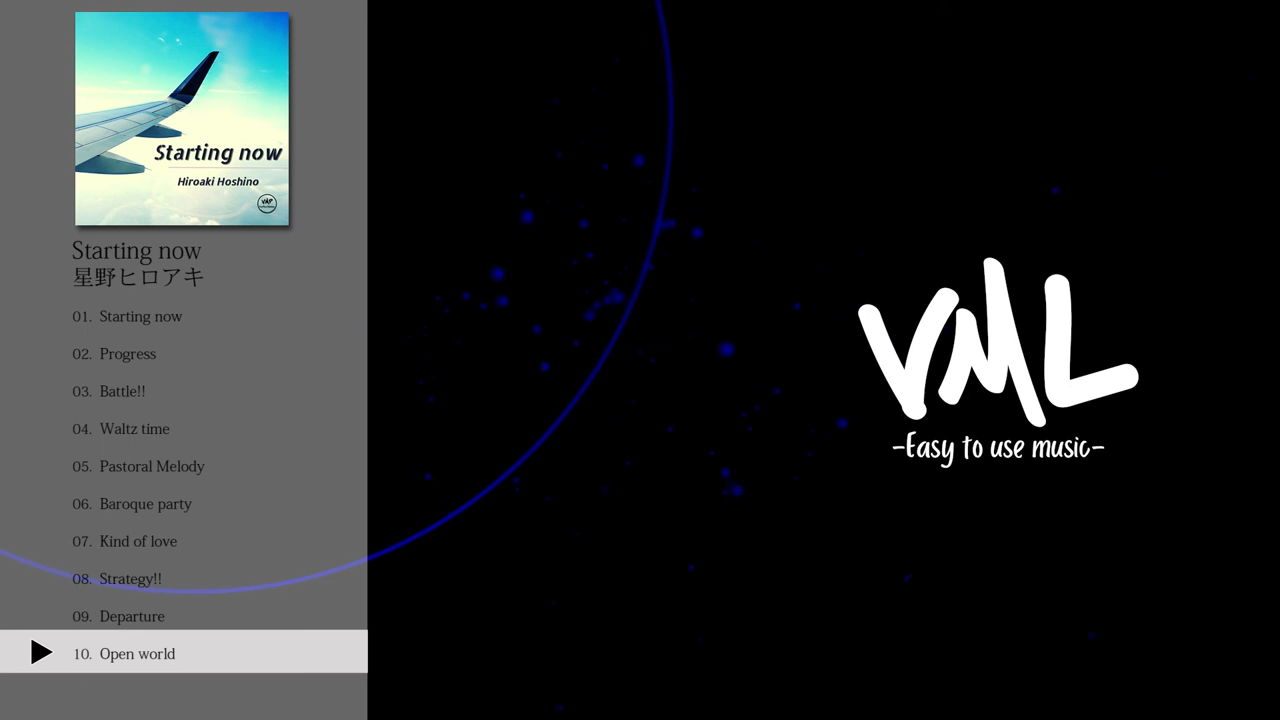 Starting now
Hiroaki Hoshino
Starting now
星野ヒロアキ
01. Starting now
02. Progress
03. Battle!!
04. Waltz time
05. Pastoral Melody
06. Baroque party
07. Kind of love
08. Strategy!!
09. Departure
10. Open world
VML
-Easy to use music-